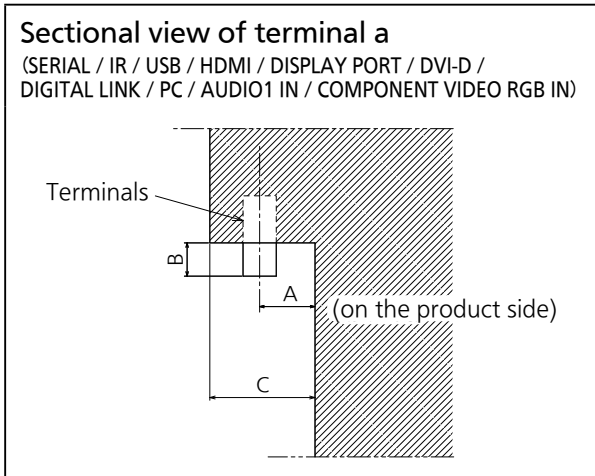 Sectional view of terminal a
(SERIAL / IR / USB / HDMI / DISPLAY PORT / DVI-D /
DIGITAL LINK / PC / AUDIO1 IN / COMPONENT VIDEO RGB IN)
Terminals
B
A
(on the product side)
C